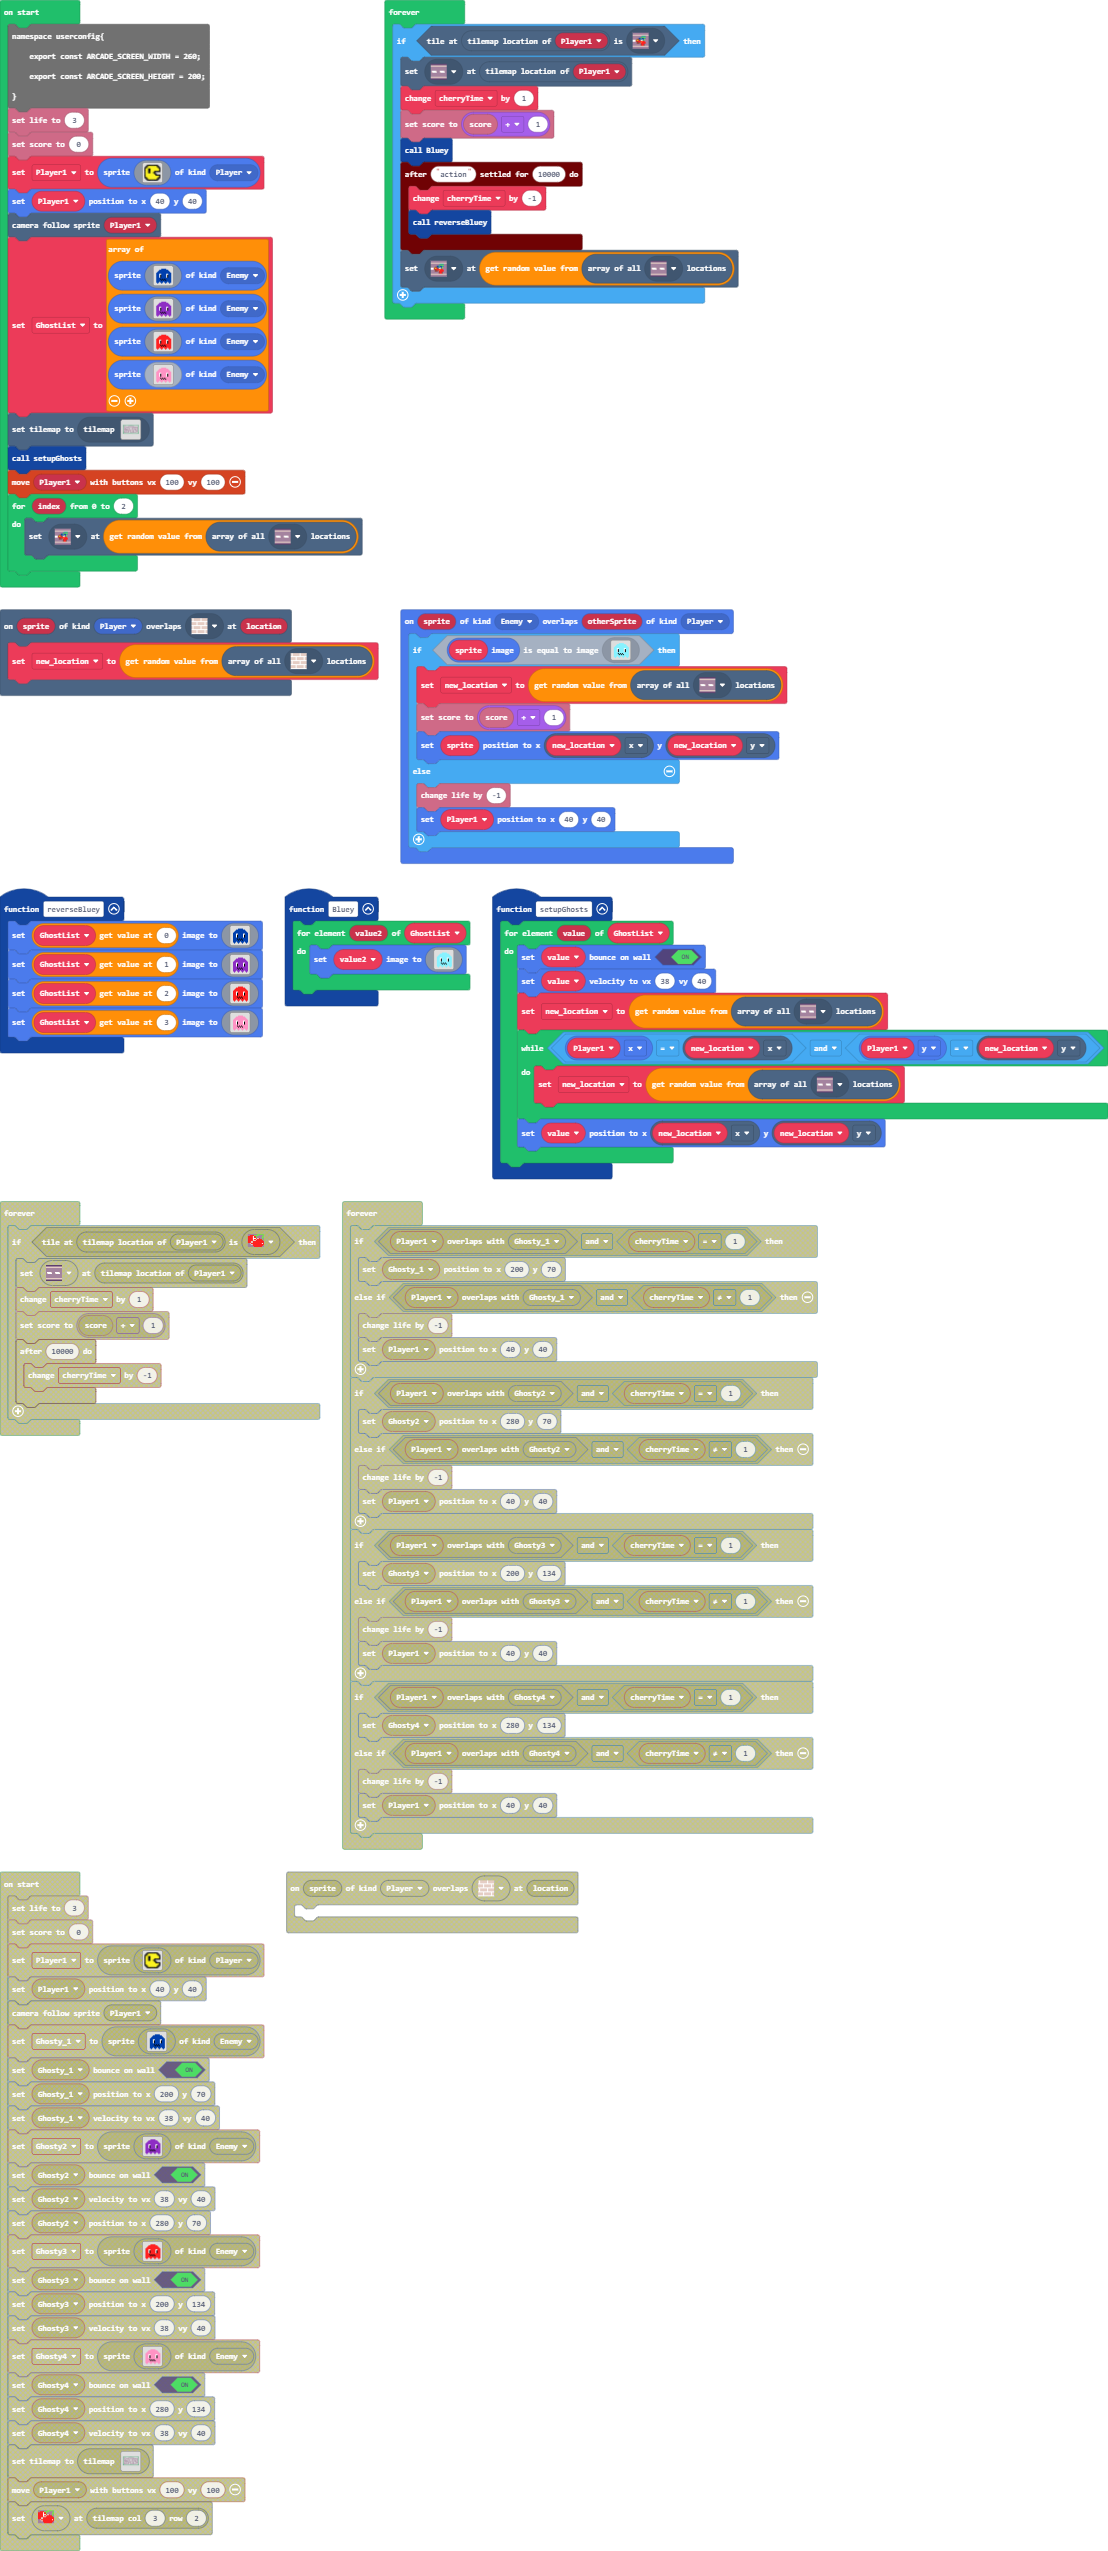 on start
namespace userconfig{
export const ARCADE_SCREEN_WIDTH = 260;
export const ARCADE_SCREEN_HEIGHT = 200;
}
set life to 3
set score to 0
set Player1 to sprite of kind Player
set Player1 position to x 40 y 40
camera follow sprite Player1
set GhostList to array of
sprite of kind Enemy
sprite of kind Enemy
sprite of kind Enemy
sprite of kind Enemy
set tilemap to tilemap
call setupGhosts
move Player1 with buttons vx 100 vy 100
for index from 0 to 2
do set at get random value from array of all locations
forever
if tile at tilemap location of Player1 is then
set at tilemap location of Player1
change cherryTime by 1
set score to score + 1
call Bluey
after "action" settled for 10000 do
change cherryTime by -1
call reverseBluey
set at get random value from array of all locations
on sprite of kind Player overlaps at location
set new_location to get random value from array of all locations
on sprite of kind Enemy overlaps otherSprite of kind Player
if sprite image is equal to image then
set new_location to get random value from array of all locations
set score to score + 1
set sprite position to x new_location x y new_location y
else
change life by -1
set Player1 position to x 40 y 40
function reverseBluey
set GhostList get value at 0 image to
set GhostList get value at 1 image to
set GhostList get value at 2 image to
set GhostList get value at 3 image to
function Bluey
for element value2 of GhostList
do set value2 image to
function setupGhosts
for element value of GhostList
do set value bounce on wall ON
set value velocity to vx 38 vy 40
set new_location to get random value from array of all locations
while Player1 x = new_location x and Player1 y = new_location y
do set new_location to get random value from array of all locations
set value position to x new_location x y new_location y
forever
if tile at tilemap location of Player1 is then
set at tilemap location of Player1
change cherryTime by 1
set score to score + 1
after 10000 do
change cherryTime by -1
forever
if Player1 overlaps with Ghosty_1 and cherryTime = 1 then
set Ghosty_1 position to x 200 y 70
else if Player1 overlaps with Ghosty_1 and cherryTime ≠ 1 then
change life by -1
set Player1 position to x 40 y 40
if Player1 overlaps with Ghosty2 and cherryTime = 1 then
set Ghosty2 position to x 280 y 70
else if Player1 overlaps with Ghosty2 and cherryTime ≠ 1 then
change life by -1
set Player1 position to x 40 y 40
if Player1 overlaps with Ghosty3 and cherryTime = 1 then
set Ghosty3 position to x 200 y 134
else if Player1 overlaps with Ghosty3 and cherryTime ≠ 1 then
change life by -1
set Player1 position to x 40 y 40
if Player1 overlaps with Ghosty4 and cherryTime = 1 then
set Ghosty4 position to x 280 y 134
else if Player1 overlaps with Ghosty4 and cherryTime ≠ 1 then
change life by -1
set Player1 position to x 40 y 40
on start
set life to 3
set score to 0
set Player1 to sprite of kind Player
set Player1 position to x 40 y 40
camera follow sprite Player1
set Ghosty_1 to sprite of kind Enemy
set Ghosty_1 bounce on wall ON
set Ghosty_1 position to x 200 y 70
set Ghosty_1 velocity to vx 38 vy 40
set Ghosty2 to sprite of kind Enemy
set Ghosty2 bounce on wall ON
set Ghosty2 velocity to vx 38 vy 40
set Ghosty2 position to x 280 y 70
set Ghosty3 to sprite of kind Enemy
set Ghosty3 bounce on wall ON
set Ghosty3 position to x 200 y 134
set Ghosty3 velocity to vx 38 vy 40
set Ghosty4 to sprite of kind Enemy
set Ghosty4 bounce on wall ON
set Ghosty4 position to x 280 y 134
set Ghosty4 velocity to vx 38 vy 40
set tilemap to tilemap
move Player1 with buttons vx 100 vy 100
set at tilemap col 3 row 2
on sprite of kind Player overlaps at location